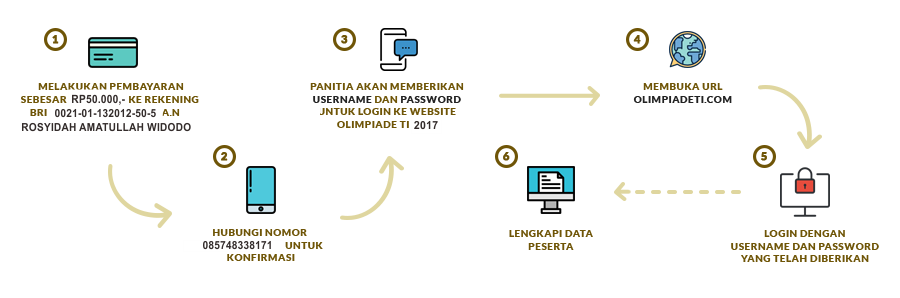 1
MELAKUKAN PEMBAYARAN
SEBESAR RP50.000,- KE REKENING
BRI 0021-01-132012-50-5 A.N
ROSYIDAH AMATULLAH WIDODO
2
HUBUNGI NOMOR
085748338171 UNTUK
KONFIRMASI
3
PANITIA AKAN MEMBERIKAN
USERNAME DAN PASSWORD
UNTUK LOGIN KE WEBSITE
OLIMPIADE TI 2017
4
MEMBUKA URL
OLIMPIADETI.COM
5
LOGIN DENGAN
USERNAME DAN PASSWORD
YANG TELAH DIBERIKAN
6
LENGKAPI DATA
PESERTA